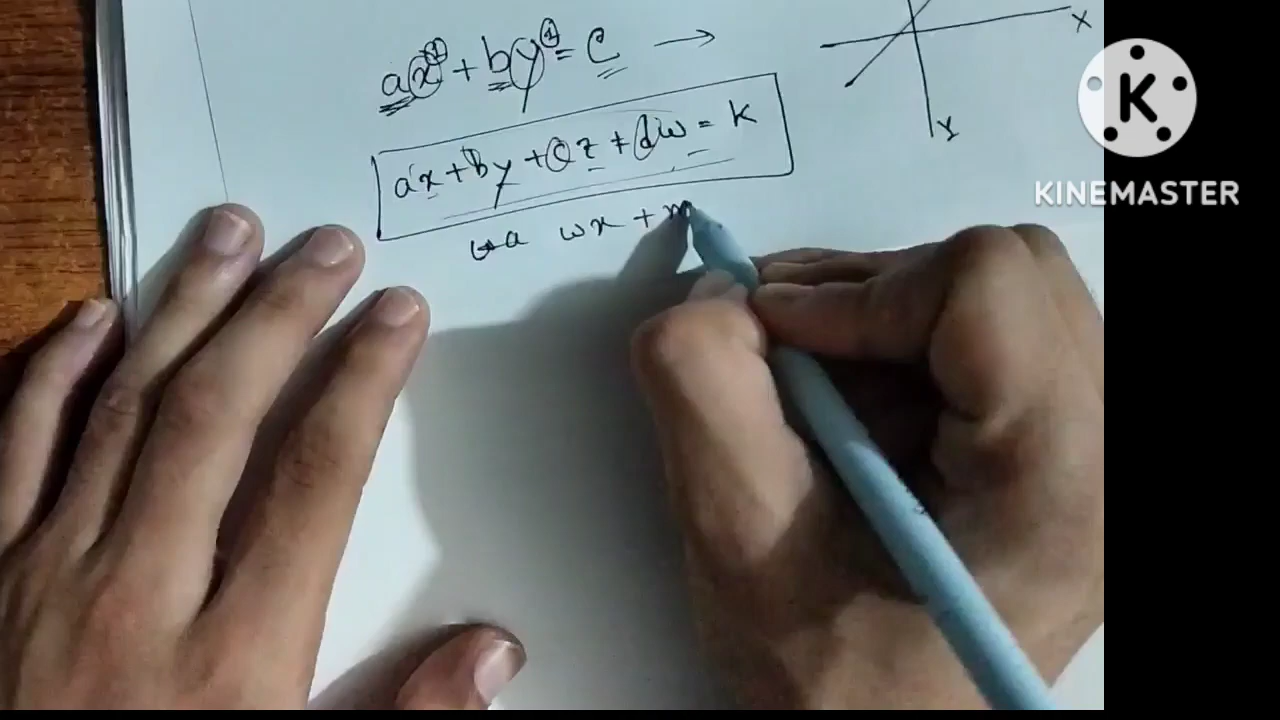 ax¹ + by¹ = c →
X
Y
ax + by + cz + dw = k
wx + m
K
KINEMASTER